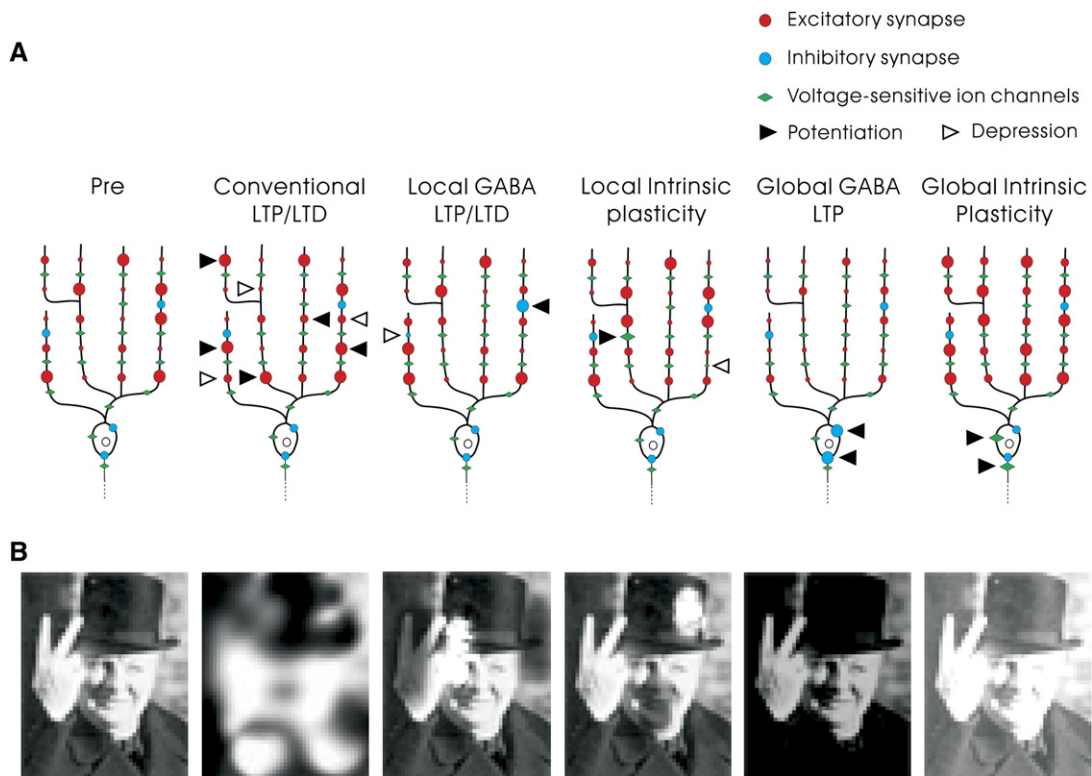 A
Excitatory synapse
Inhibitory synapse
Voltage-sensitive ion channels
Potentiation
Depression
Pre
Conventional
LTP/LTD
Local GABA
LTP/LTD
Local Intrinsic
plasticity
Global GABA
LTP
Global Intrinsic
Plasticity
B